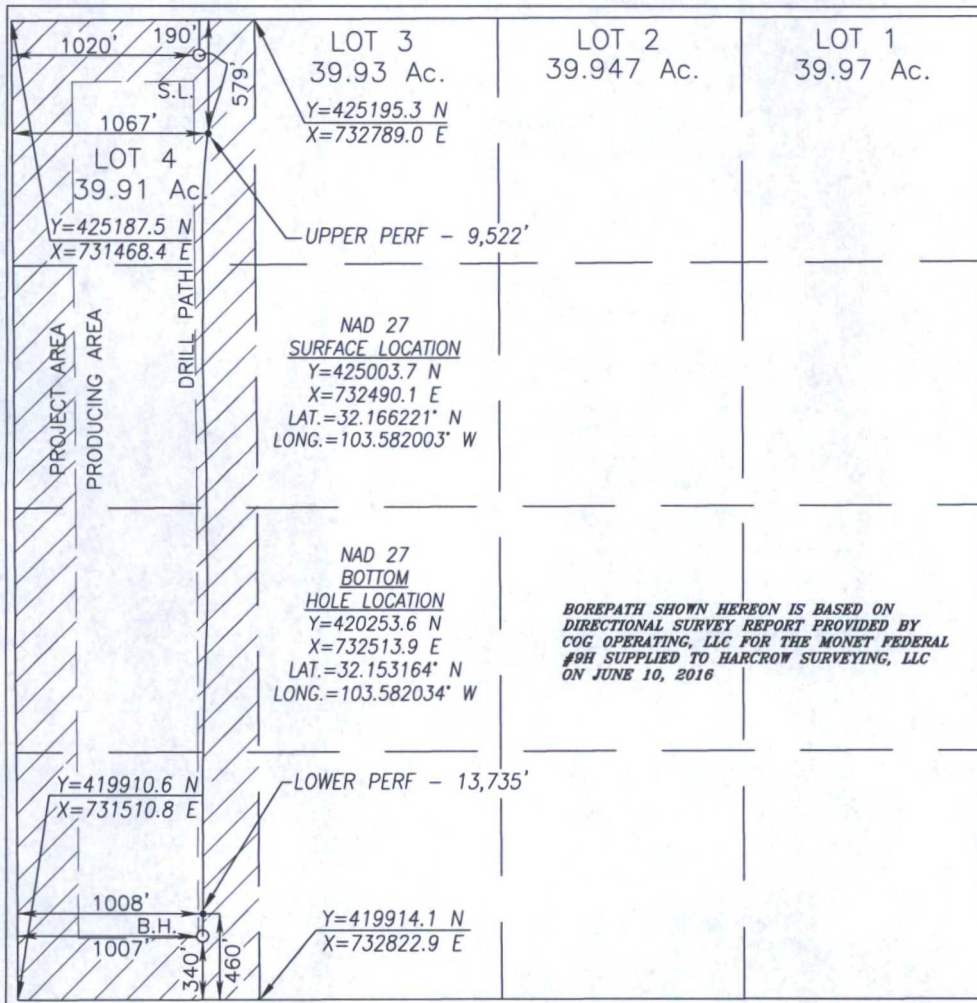 1020'
190'
579'
S.L.
1067'
LOT 4
39.91 Ac.
Y=425187.5 N
X=731468.4 E
LOT 3
39.93 Ac.
Y=425195.3 N
X=732789.0 E
LOT 2
39.947 Ac.
LOT 1
39.97 Ac.
UPPER PERF - 9,522'
PROJECT AREA
PRODUCING AREA
DRILL PATH
NAD 27
SURFACE LOCATION
Y=425003.7 N
X=732490.1 E
LAT.=32.166221° N
LONG.=103.582003° W
NAD 27
BOTTOM
HOLE LOCATION
Y=420253.6 N
X=732513.9 E
LAT.=32.153164° N
LONG.=103.582034° W
BOREPATH SHOWN HEREON IS BASED ON
DIRECTIONAL SURVEY REPORT PROVIDED BY
COG OPERATING, LLC FOR THE MONET FEDERAL
#9H SUPPLIED TO HARCROW SURVEYING, LLC
ON JUNE 10, 2016
Y=419910.6 N
X=731510.8 E
LOWER PERF - 13,735'
1008'
B.H.
1007'
340'
460'
Y=419914.1 N
X=732822.9 E